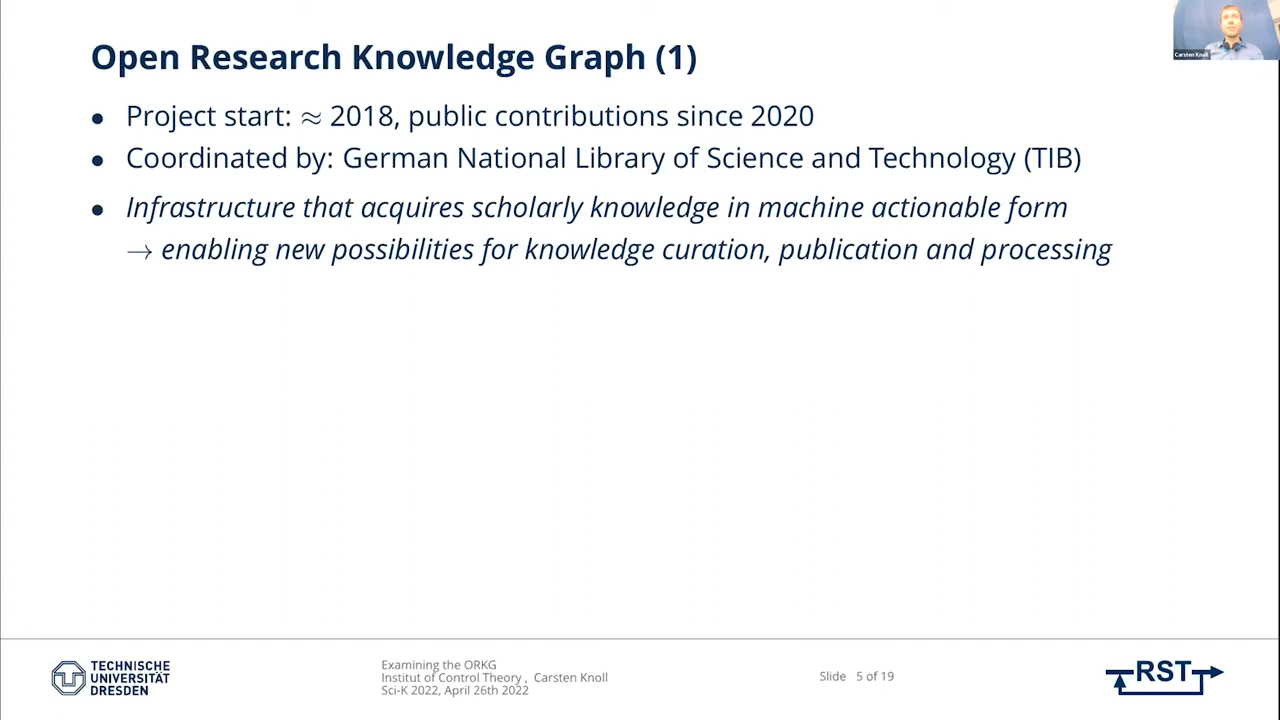 Open Research Knowledge Graph (1)
Carsten Knoll
• Project start: ≈ 2018, public contributions since 2020
• Coordinated by: German National Library of Science and Technology (TIB)
• Infrastructure that acquires scholarly knowledge in machine actionable form
→ enabling new possibilities for knowledge curation, publication and processing
TECHNISCHE
UNIVERSITÄT
DRESDEN
Examining the ORKG
Institut of Control Theory , Carsten Knoll
Sci-K 2022, April 26th 2022
Slide 5 of 19
RST